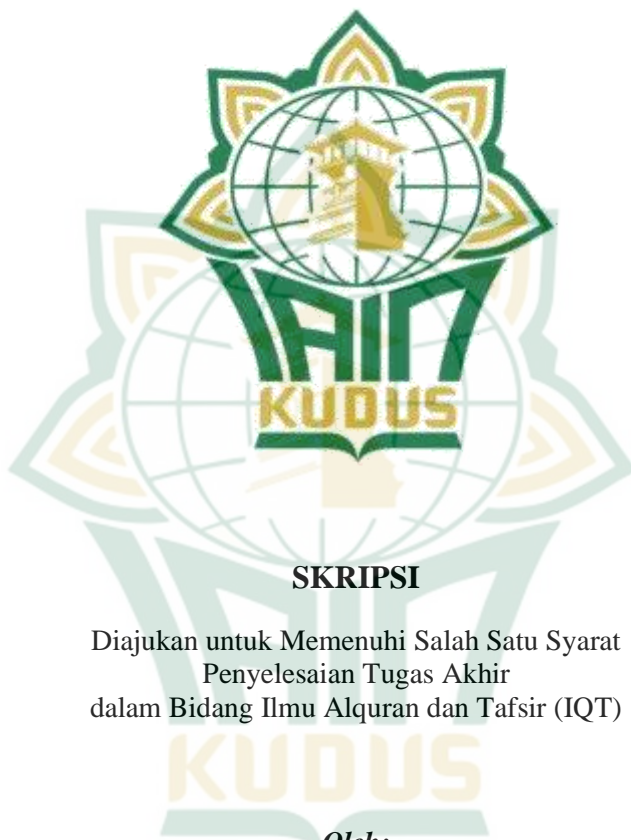 IAIN
KUDUS
SKRIPSI
Diajukan untuk Memenuhi Salah Satu Syarat
Penyelesaian Tugas Akhir
dalam Bidang Ilmu Alquran dan Tafsir (IQT)
KUDUS
Oleh: